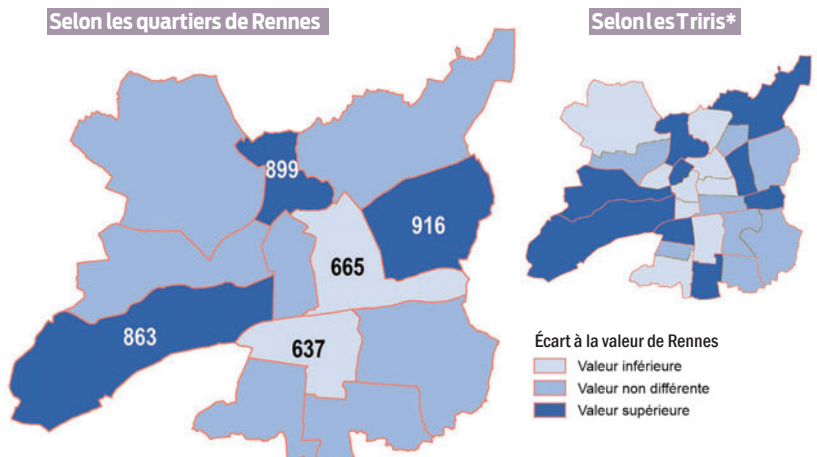 Selon les quartiers de Rennes
Selon les Triris*
899
916
665
863
637
Écart à la valeur de Rennes
Valeur inférieure
Valeur non différente
Valeur supérieure